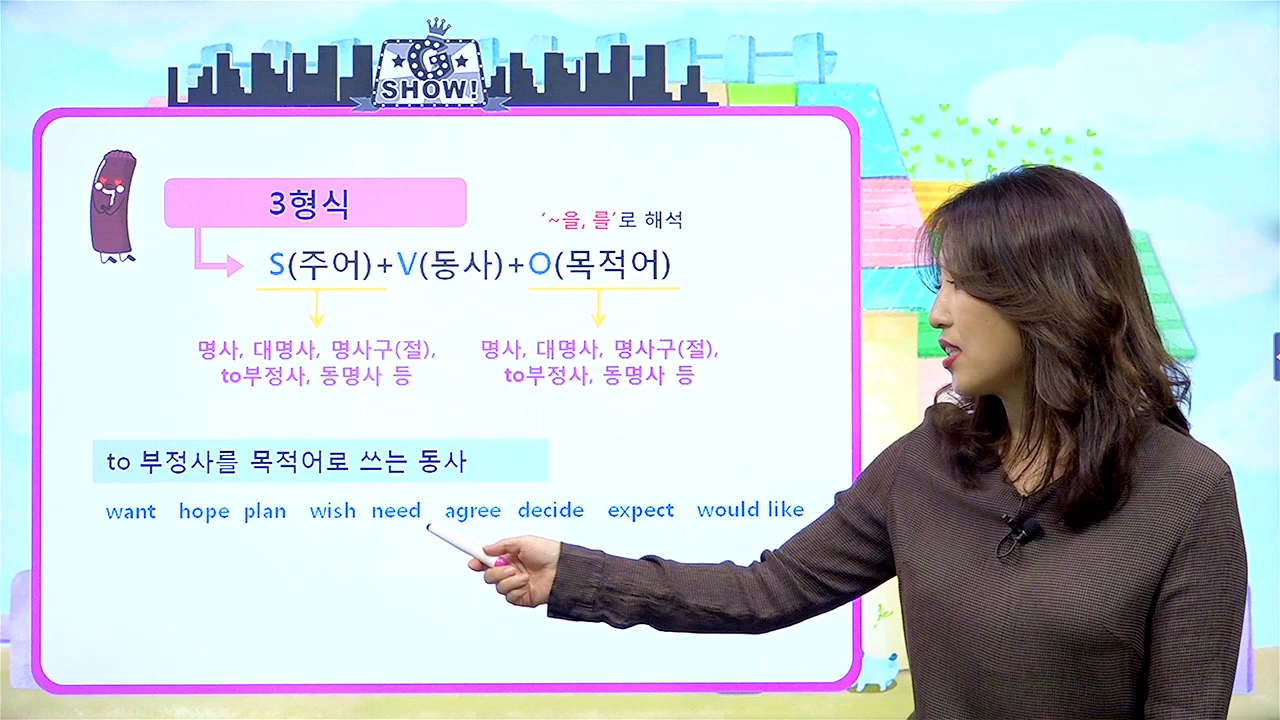 G
SHOW!
3형식
‘~을, 를’로 해석
S(주어)+V(동사)+O(목적어)
명사, 대명사, 명사구(절),
to부정사, 동명사 등
명사, 대명사, 명사구(절),
to부정사, 동명사 등
to 부정사를 목적어로 쓰는 동사
want hope plan wish need agree decide expect would like